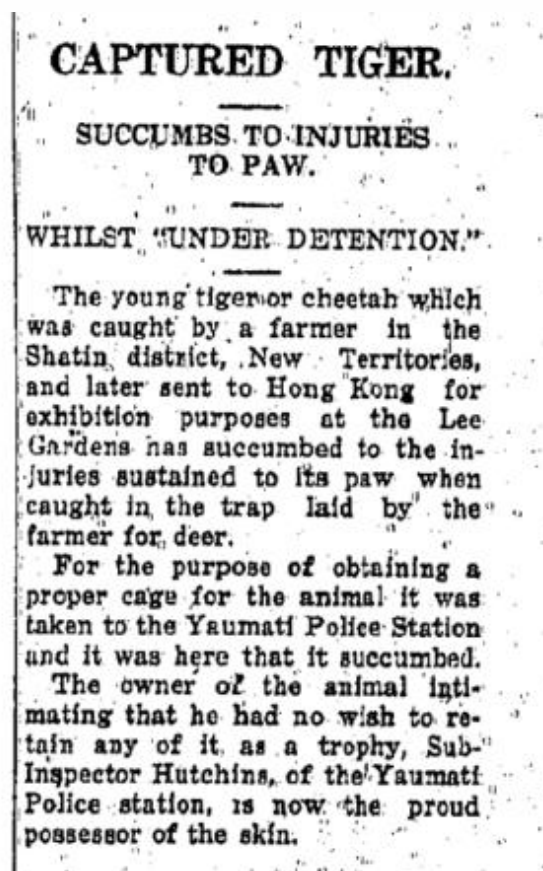 CAPTURED TIGER.
SUCCUMBS TO INJURIES
TO PAW.
WHILST "UNDER DETENTION."
The young tiger or cheetah which
was caught by a farmer in the
Shatin district, New Territories,
and later sent to Hong Kong for
exhibition purposes at the Lee
Gardens has succumbed to the in-
juries sustained to its paw when
caught in the trap laid by the
farmer for deer.
For the purpose of obtaining a
proper cage for the animal it was
taken to the Yaumati Police Station
and it was here that it succumbed.
The owner of the animal inti-
mating that he had no wish to re-
tain any of it as a trophy, Sub-
Inspector Hutchins, of the Yaumati
Police station, is now the proud
possessor of the skin.